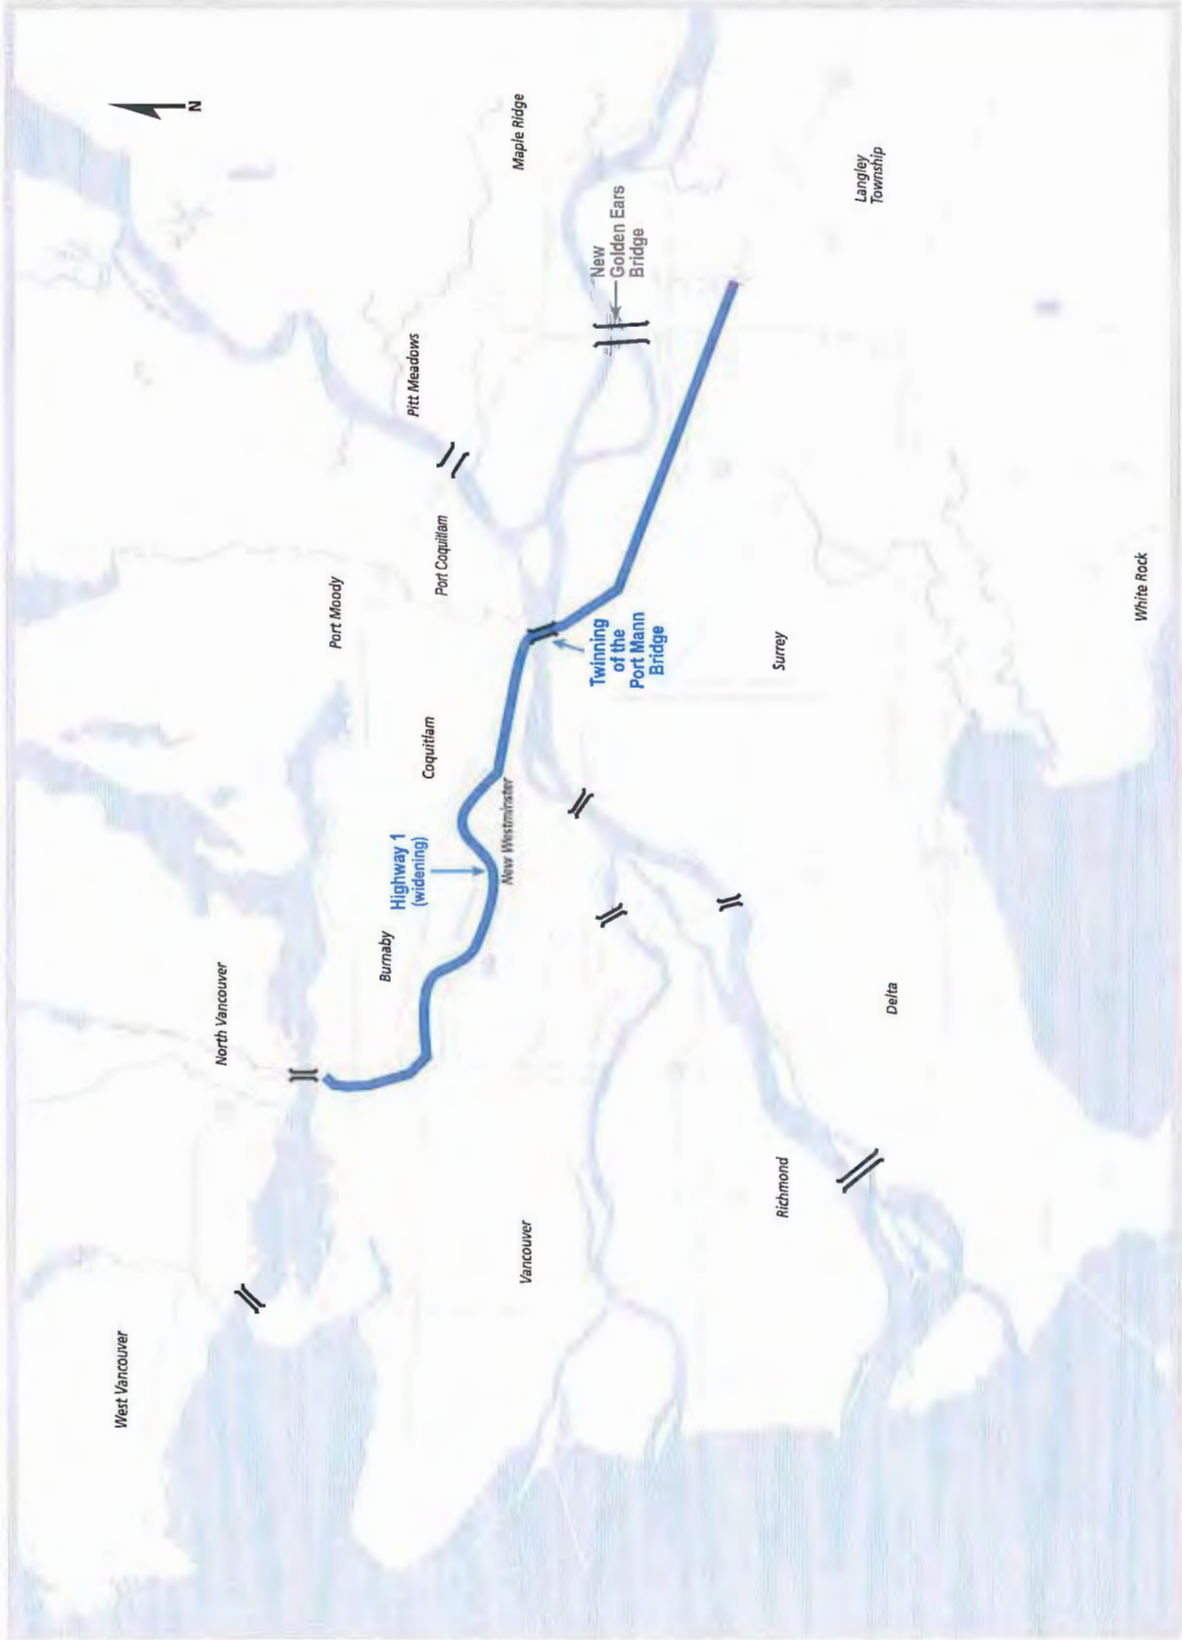 N
West Vancouver
North Vancouver
Port Moody
Burnaby
Highway 1
(widening)
Coquitlam
Port Coquitlam
Pitt Meadows
Maple Ridge
New Westminster
Vancouver
Twinning
of the
Port Mann
Bridge
New
Golden Ears
Bridge
Richmond
Surrey
Langley
Township
Delta
White Rock